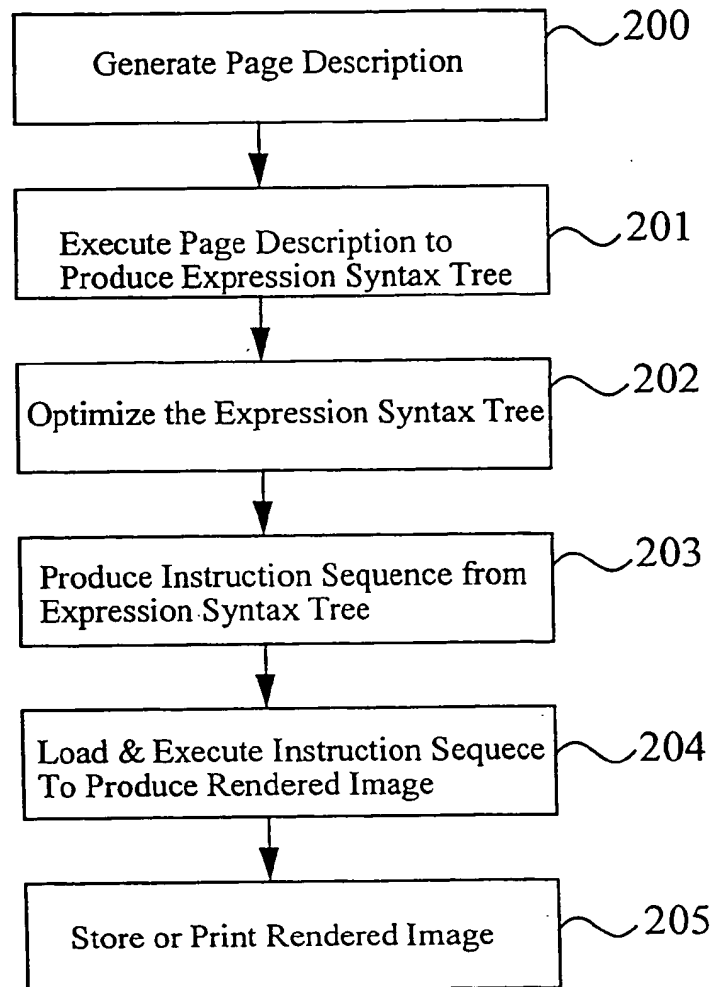 200
Generate Page Description
201
Execute Page Description to
Produce Expression Syntax Tree
202
Optimize the Expression Syntax Tree
203
Produce Instruction Sequence from
Expression Syntax Tree
204
Load & Execute Instruction Sequece
To Produce Rendered Image
205
Store or Print Rendered Image